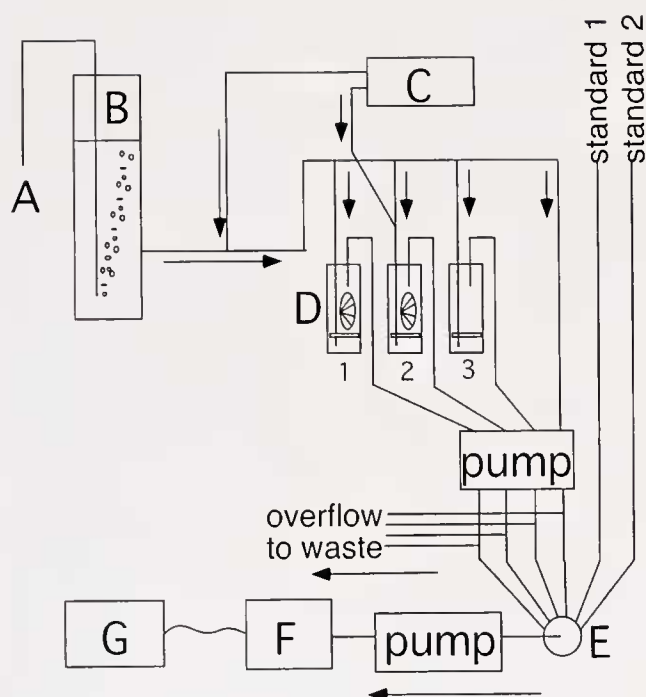 standard 1
standard 2
B
C
A
D
1
2
3
pump
overflow
to waste
G
F
pump
E